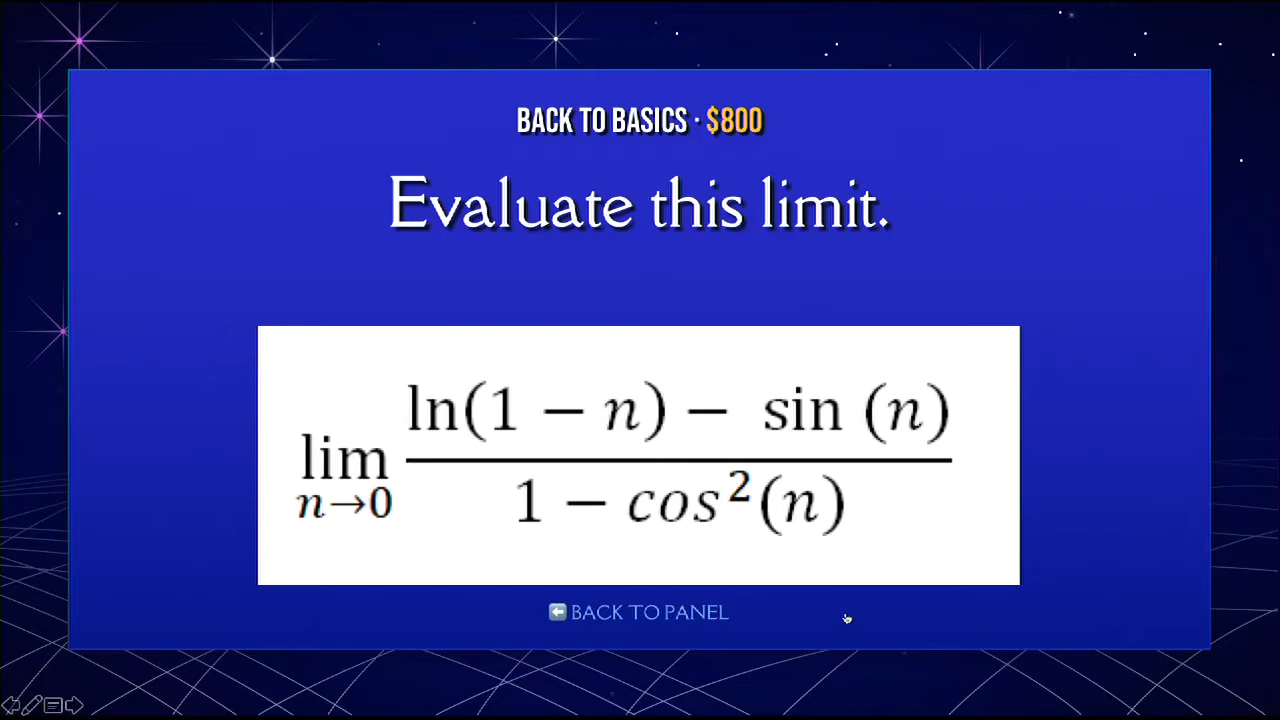 BACK TO BASICS · $800
Evaluate this limit.
lim n→0 ln(1 − n) − sin (n) / 1 − cos²(n)
⬅ BACK TO PANEL